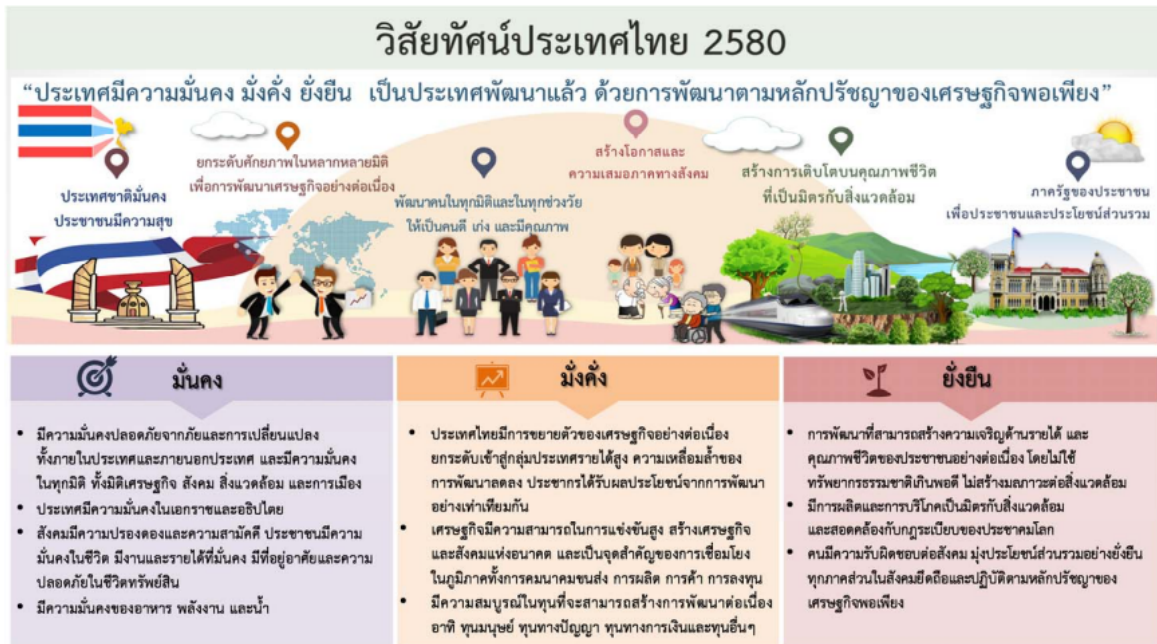 วิสัยทัศน์ประเทศไทย 2580
“ประเทศมีความมั่นคง มั่งคั่ง ยั่งยืน เป็นประเทศพัฒนาแล้ว ด้วยการพัฒนาตามหลักปรัชญาของเศรษฐกิจพอเพียง”
ประเทศชาติมั่นคง
ประชาชนมีความสุข
ยกระดับศักยภาพในหลากหลายมิติ
เพื่อการพัฒนาเศรษฐกิจอย่างต่อเนื่อง
พัฒนาคนในทุกมิติและในทุกช่วงวัย
ให้เป็นคนดี เก่ง และมีคุณภาพ
สร้างโอกาสและ
ความเสมอภาคทางสังคม
สร้างการเติบโตบนคุณภาพชีวิต
ที่เป็นมิตรกับสิ่งแวดล้อม
ภาครัฐของประชาชน
เพื่อประชาชนและประโยชน์ส่วนรวม
มั่นคง
• มีความมั่นคงปลอดภัยจากภัยและการเปลี่ยนแปลง
ทั้งภายในประเทศและภายนอกประเทศ และมีความมั่นคง
ในทุกมิติ ทั้งมิติเศรษฐกิจ สังคม สิ่งแวดล้อม และการเมือง
• ประเทศมีความมั่นคงในเอกราชและอธิปไตย
• สังคมมีความปรองดองและความสามัคคี ประชาชนมีความ
มั่นคงในชีวิต มีงานและรายได้ที่มั่นคง มีที่อยู่อาศัยและความ
ปลอดภัยในชีวิตทรัพย์สิน
• มีความมั่นคงของอาหาร พลังงาน และน้ำ
มั่งคั่ง
• ประเทศไทยมีการขยายตัวของเศรษฐกิจอย่างต่อเนื่อง
ยกระดับเข้าสู่กลุ่มประเทศรายได้สูง ความเหลื่อมล้ำของ
การพัฒนาลดลง ประชากรได้รับผลประโยชน์จากการพัฒนา
อย่างเท่าเทียมกัน
• เศรษฐกิจมีความสามารถในการแข่งขันสูง สร้างเศรษฐกิจ
และสังคมแห่งอนาคต และเป็นจุดสำคัญของการเชื่อมโยง
ในภูมิภาคทั้งการคมนาคมขนส่ง การผลิต การค้า การลงทุน
• มีความสมบูรณ์ในทุนที่จะสามารถสร้างการพัฒนาต่อเนื่อง
อาทิ ทุนมนุษย์ ทุนทางปัญญา ทุนทางการเงินและทุนอื่นๆ
ยั่งยืน
• การพัฒนาที่สามารถสร้างความเจริญด้านรายได้ และ
คุณภาพชีวิตของประชาชนอย่างต่อเนื่อง โดยไม่ใช้
ทรัพยากรธรรมชาติเกินพอดี ไม่สร้างมลภาวะต่อสิ่งแวดล้อม
• มีการผลิตและการบริโภคเป็นมิตรกับสิ่งแวดล้อม
และสอดคล้องกับกฎระเบียบของประชาคมโลก
• คนมีความรับผิดชอบต่อสังคม มุ่งประโยชน์ส่วนรวมอย่างยั่งยืน
ทุกภาคส่วนในสังคมยึดถือและปฏิบัติตามหลักปรัชญาของ
เศรษฐกิจพอเพียง